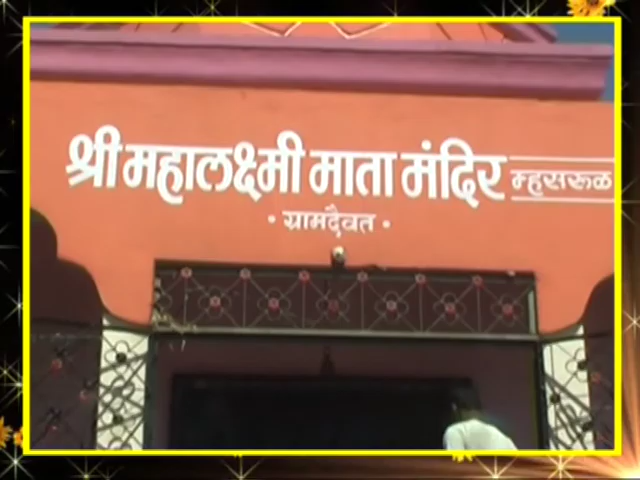 श्री महालक्ष्मी माता मंदिर म्हसरूळ
• ग्रामदैवत •